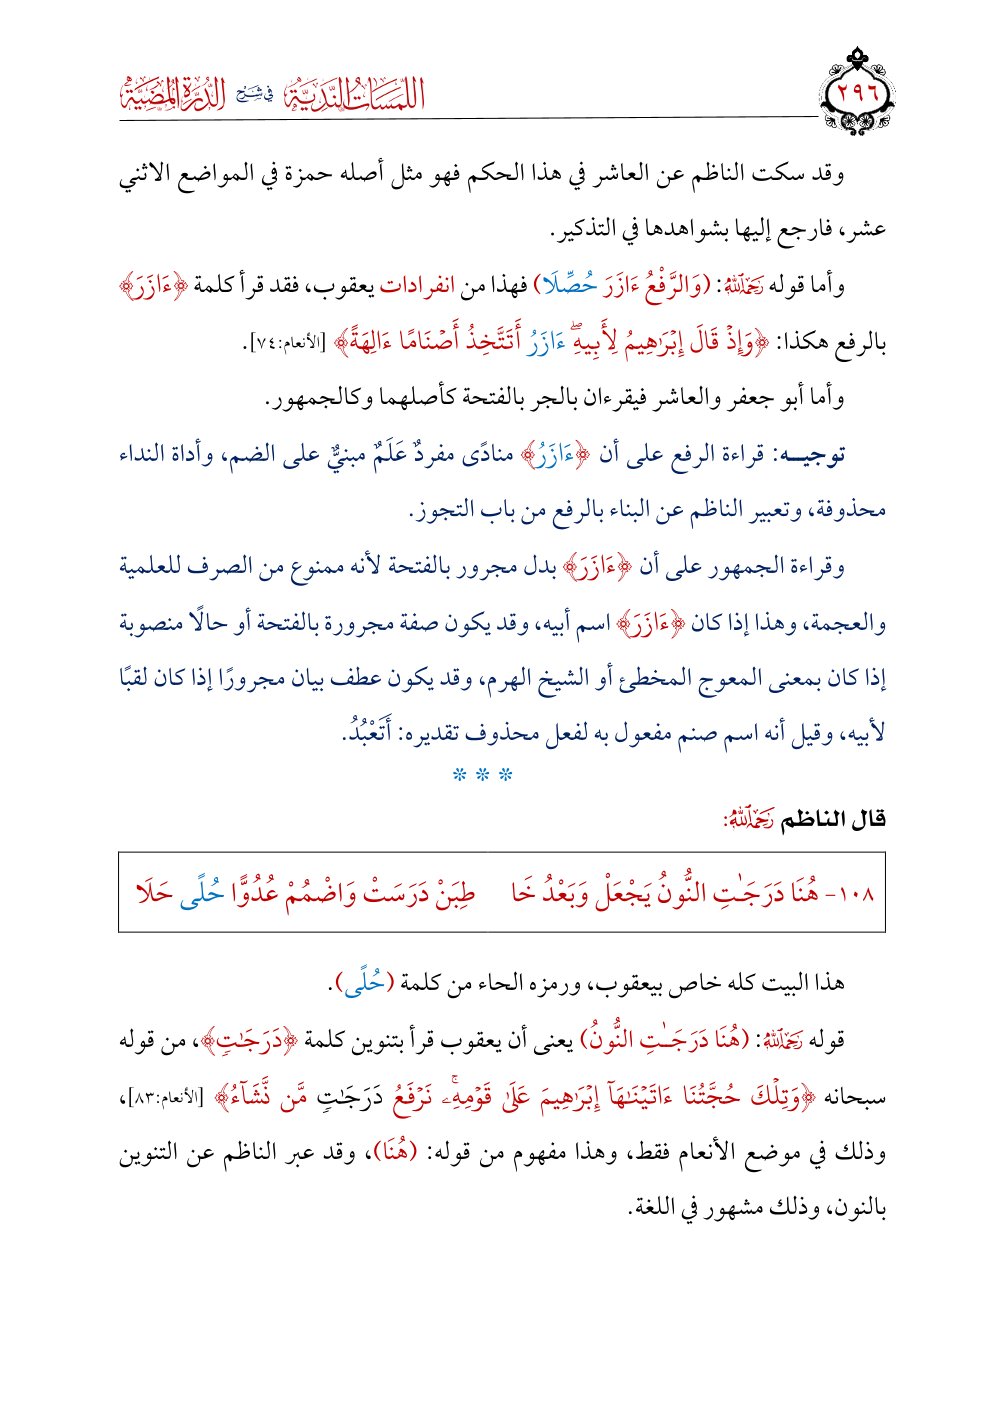 اللمسات الندية في شرح الدرة المضية
٢٩٦
وقد سكت الناظم عن العاشر في هذا الحكم فهو مثل أصله حمزة في المواضع الاثني
عشر، فارجع إليها بشواهدها في التذكير.
وأما قوله رَحِمَهُ اللَّهُ: (وَالرَّفْعُ ءَازَرَ حُصِّلَا) فهذا من انفرادات يعقوب، فقد قرأ كلمة ﴿ءَازَرَ﴾
بالرفع هكذا: ﴿وَإِذْ قَالَ إِبْرَٰهِيمُ لِأَبِيهِ ۖ ءَازَرُ أَتَتَّخِذُ أَصْنَامًا ءَالِهَةً﴾ [الأنعام:٧٤].
وأما أبو جعفر والعاشر فيقرءان بالجر بالفتحة كأصلهما وكالجمهور.
توجيـــه: قراءة الرفع على أن ﴿ءَازَرُ﴾ منادًى مفردٌ عَلَمٌ مبنيٌّ على الضم، وأداة النداء
محذوفة، وتعبير الناظم عن البناء بالرفع من باب التجوز.
وقراءة الجمهور على أن ﴿ءَازَرَ﴾ بدل مجرور بالفتحة لأنه ممنوع من الصرف للعلمية
والعجمة، وهذا إذا كان ﴿ءَازَرَ﴾ اسم أبيه، وقد يكون صفة مجرورة بالفتحة أو حالًا منصوبة
إذا كان بمعنى المعوج المخطئ أو الشيخ الهرم، وقد يكون عطف بيان مجرورًا إذا كان لقبًا
لأبيه، وقيل أنه اسم صنم مفعول به لفعل محذوف تقديره: أَتَعْبُدُ.
* * *
قال الناظم رَحِمَهُ اللَّهُ:
١٠٨- هُنَا دَرَجَـٰتِ النُّونُ يَجْعَلْ وَبَعْدُ خَا طِبَنْ دَرَسَتْ وَاضْمُمْ عُدُوًّا حُلًى حَلَا
هذا البيت كله خاص بيعقوب، ورمزه الحاء من كلمة (حُلًى).
قوله رَحِمَهُ اللَّهُ: (هُنَا دَرَجَـٰتِ النُّونُ) يعنى أن يعقوب قرأ بتنوين كلمة ﴿دَرَجَـٰتٖ﴾، من قوله
سبحانه ﴿وَتِلْكَ حُجَّتُنَا ءَاتَيْنَـٰهَآ إِبْرَٰهِيمَ عَلَىٰ قَوْمِهِۦۚ نَرْفَعُ دَرَجَـٰتٖ مَّن نَّشَآءُ﴾ [الأنعام:٨٣]،
وذلك في موضع الأنعام فقط، وهذا مفهوم من قوله: (هُنَا)، وقد عبر الناظم عن التنوين
بالنون، وذلك مشهور في اللغة.